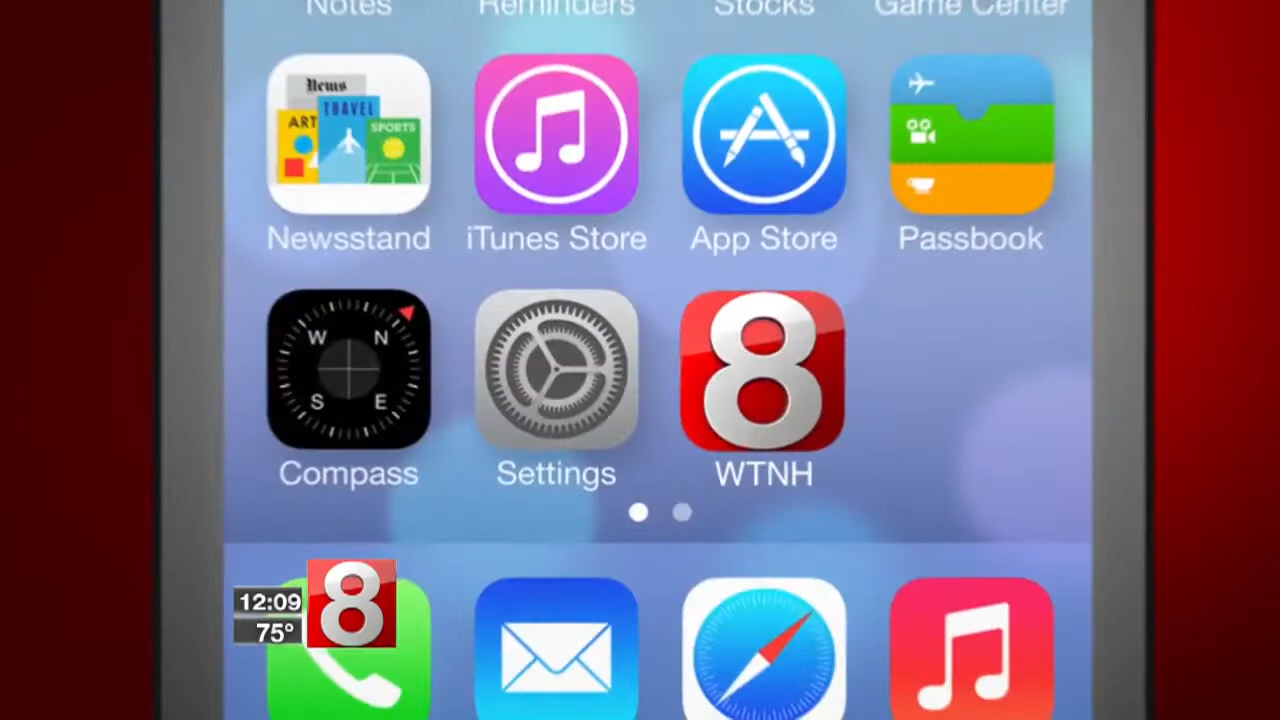 Notes Reminders Stocks Game Center
News
TRAVEL
ART
SPORTS
Newsstand iTunes Store App Store Passbook
W N
S E
8
Compass Settings WTNH
12:09
8
75°